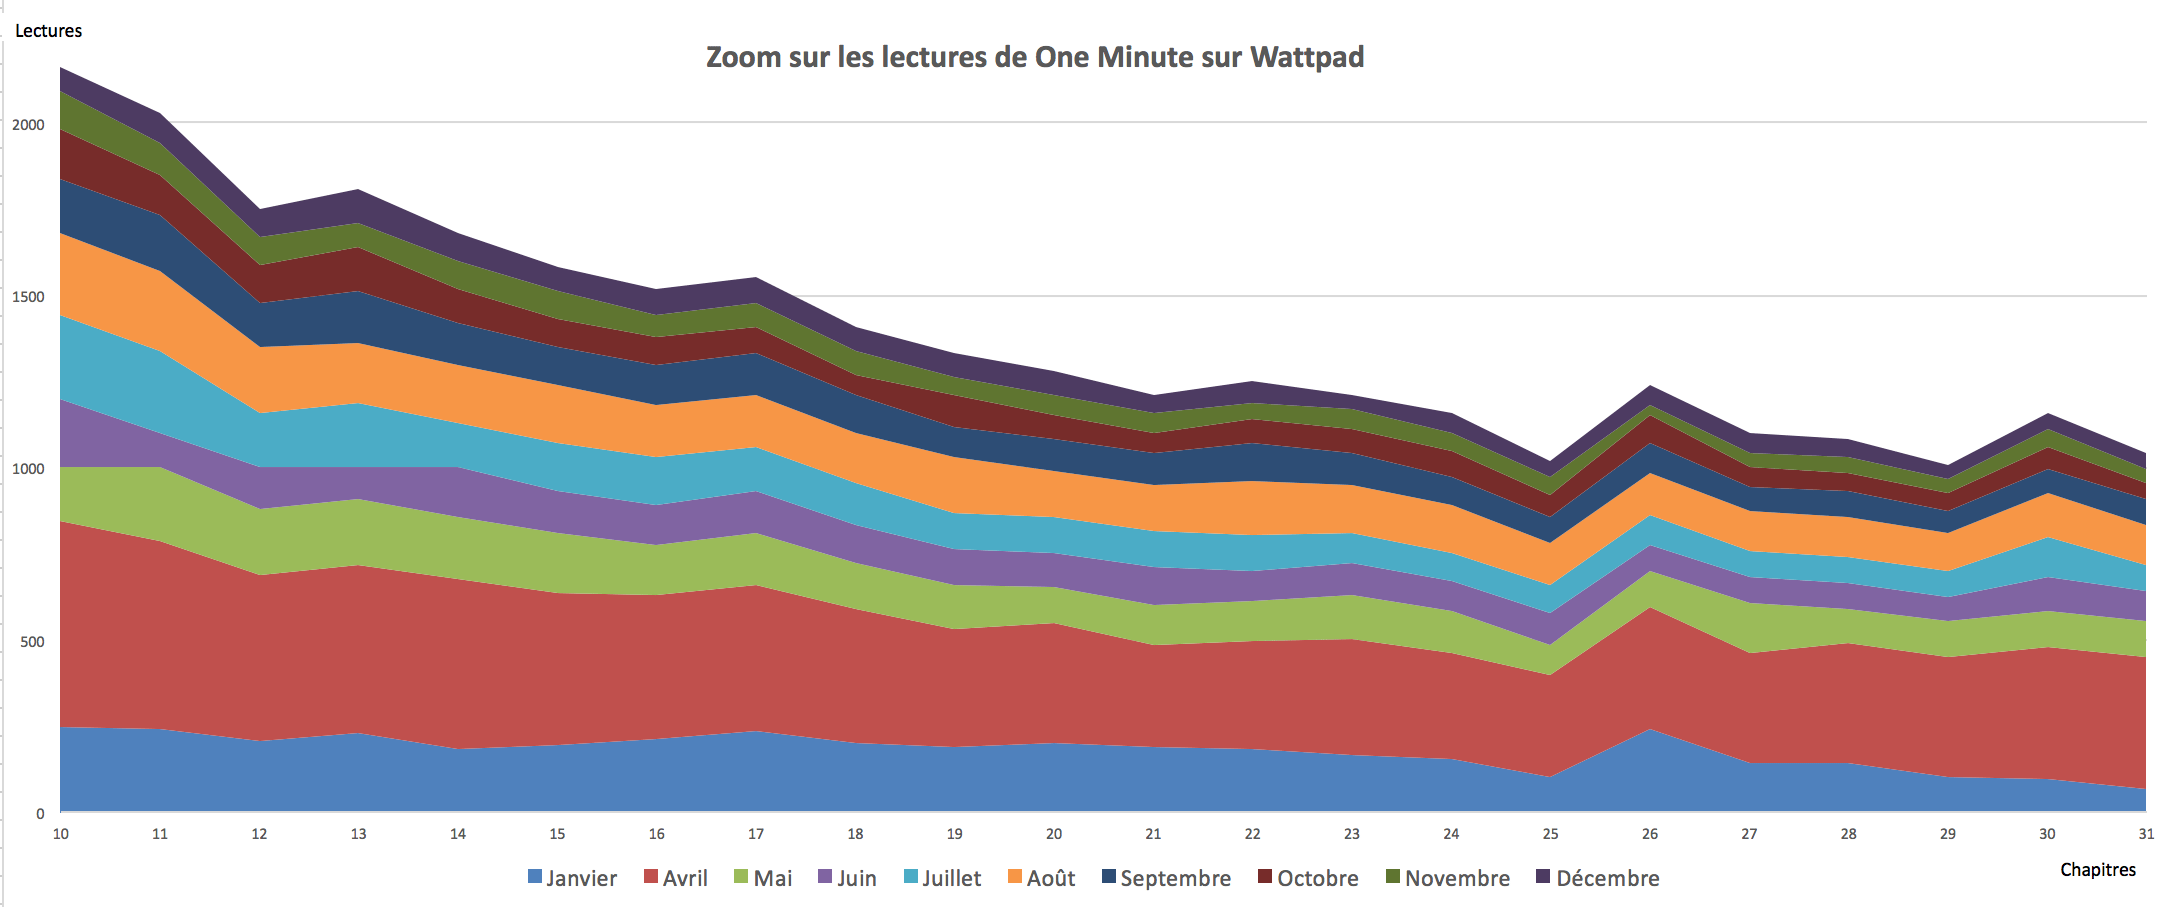 Lectures
Zoom sur les lectures de One Minute sur Wattpad
2000
1500
1000
500
0
10 11 12 13 14 15 16 17 18 19 20 21 22 23 24 25 26 27 28 29 30 31
Chapitres
Janvier Avril Mai Juin Juillet Août Septembre Octobre Novembre Décembre